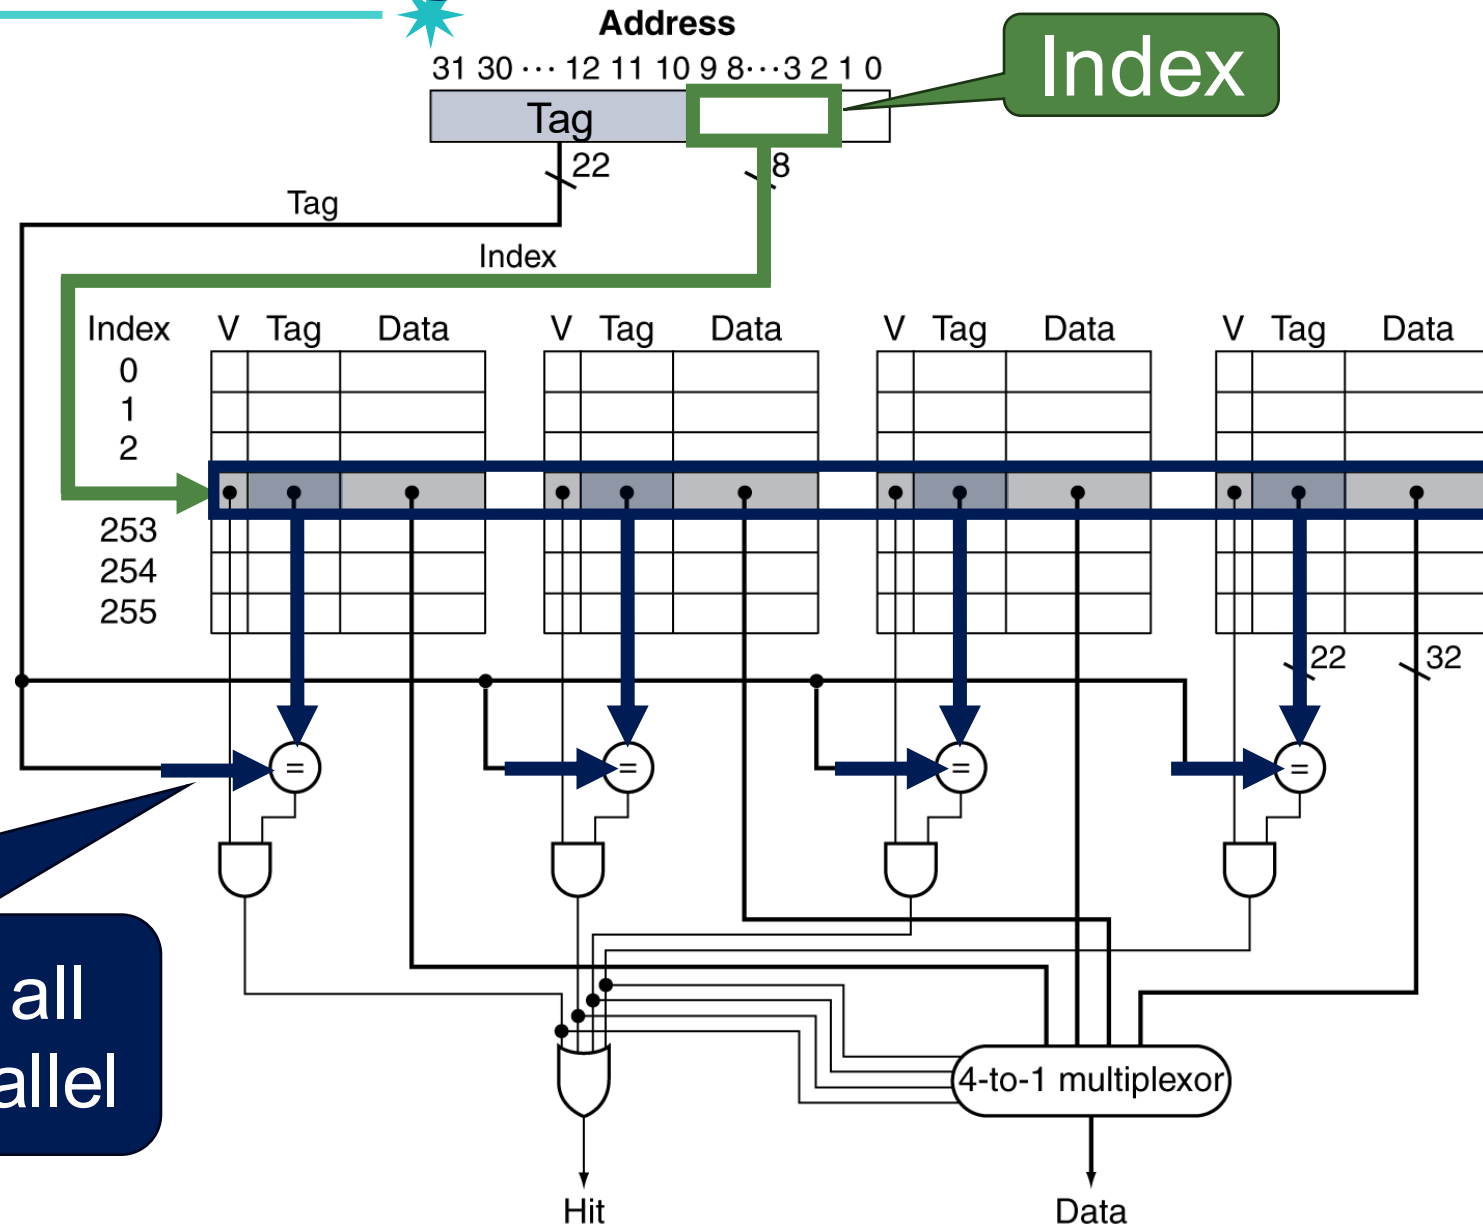 Address
31 30 ··· 12 11 10 9 8 ··· 3 2 1 0
Index
Tag
22
8
Tag
Index
Index V Tag Data V Tag Data V Tag Data V Tag Data
0
1
2
253
254
255
22
32
= = = =
all
allel
4-to-1 multiplexor
Hit
Data